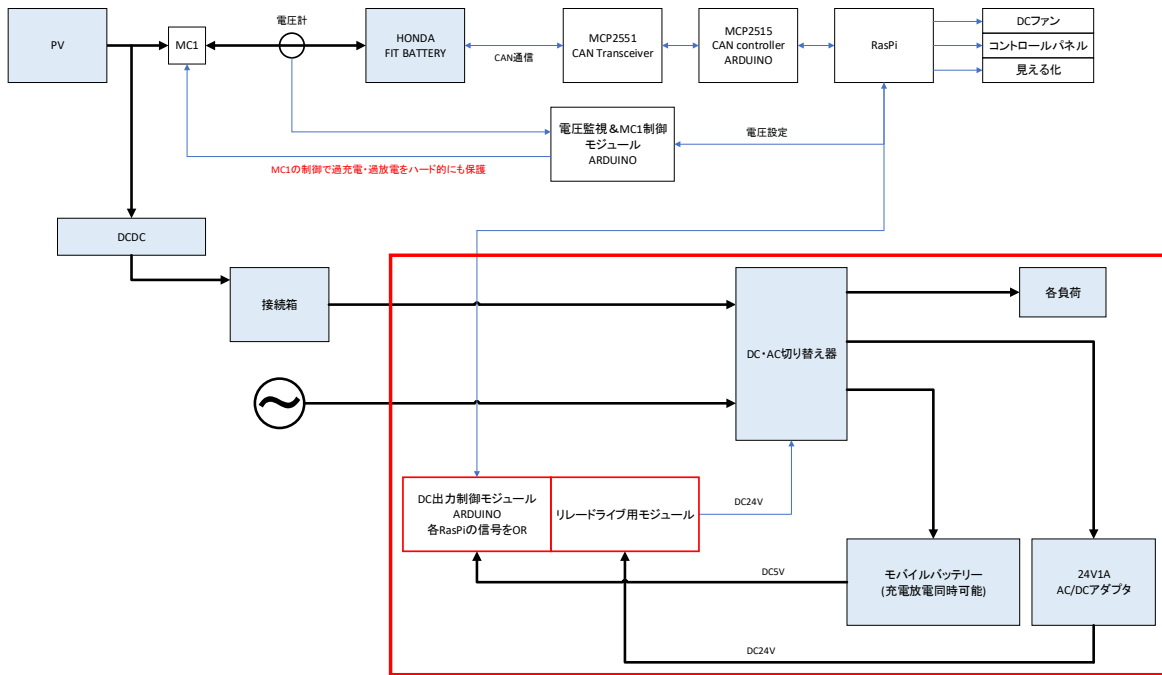 電圧計
PV
MC1
HONDA
FIT BATTERY
CAN通信
MCP2551
CAN Transceiver
MCP2515
CAN controller
ARDUINO
RasPi
DCファン
コントロールパネル
見える化
電圧監視&MC1制御
モジュール
ARDUINO
電圧設定
MC1の制御で過充電・過放電をハード的にも保護
DCDC
接続箱
DC・AC切り替え器
各負荷
DC出力制御モジュール
ARDUINO
各RasPiの信号をOR
リレードライブ用モジュール
DC24V
DC5V
モバイルバッテリー
(充電放電同時可能)
24V1A
AC/DCアダプタ
DC24V